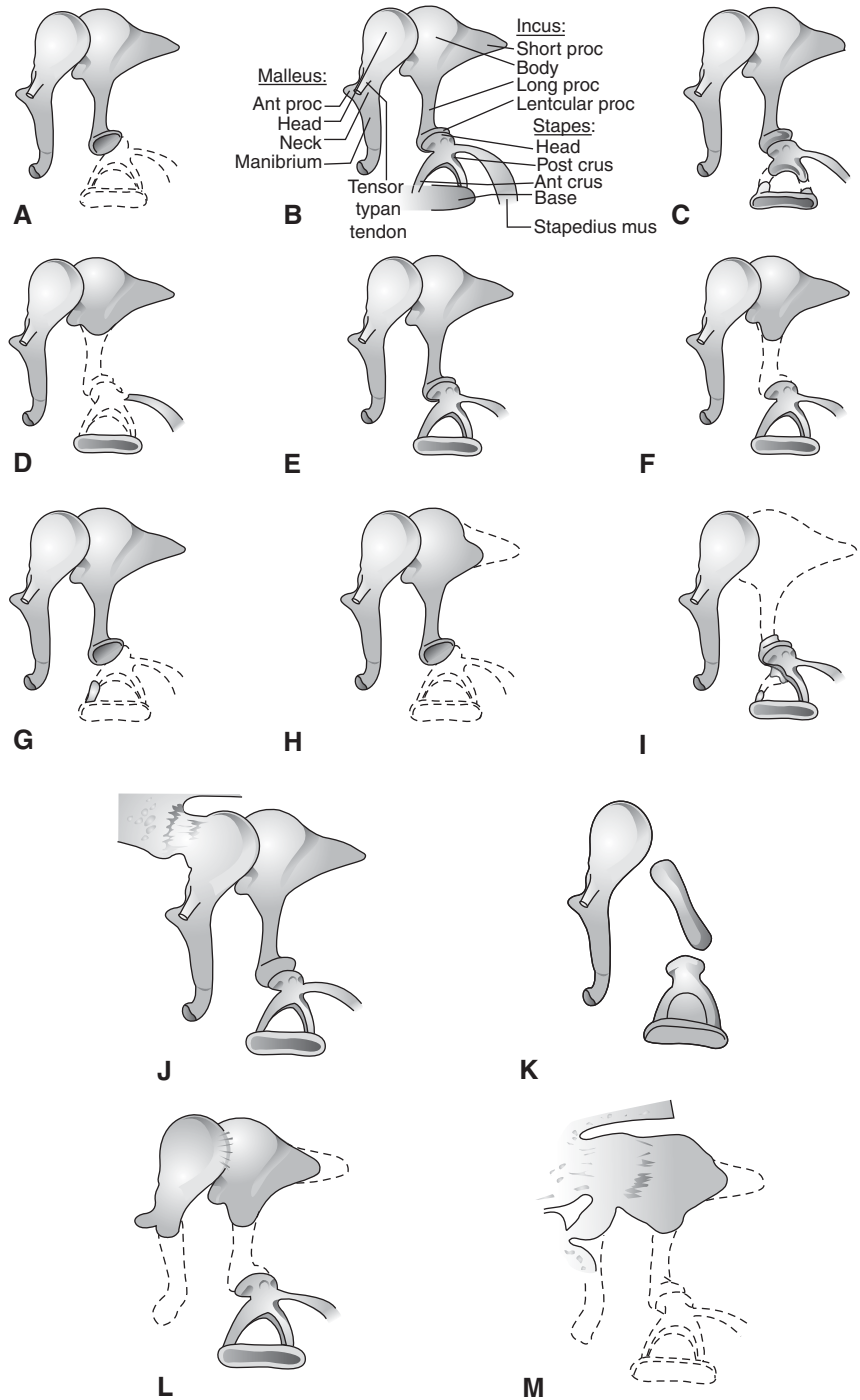 Incus:
Short proc
Body
Long proc
Lentcular proc
Stapes:
Head
Post crus
Ant crus
Base
Stapedius mus
Malleus:
Ant proc
Head
Neck
Manibrium
Tensor
typan
tendon
A
B
C
D
E
F
G
H
I
J
K
L
M